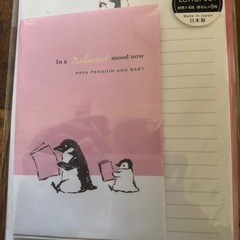 Made in Japan
日本製
In a Relaxed mood now
PAPA PENGUIN AND BABY